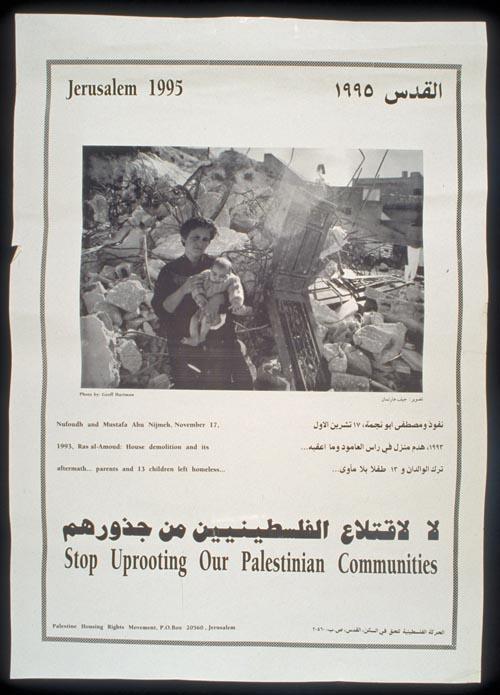 Jerusalem 1995
القدس ١٩٩٥
Photo by: Geoff Hartman
تصوير: جيف هارتمان
Nufoudh and Mustafa Abu Nijmeh, November 17,
1993, Ras al-Amoud: House demolition and its
aftermath... parents and 13 children left homeless...
نفوذ ومصطفى ابو نجمة، ١٧ تشرين الاول
١٩٩٣، هدم منزل في راس العامود وما اعقبه...
ترك الوالدان و ١٣ طفلا بلا مأوى...
لا لاقتلاع الفلسطينيين من جذورهم
Stop Uprooting Our Palestinian Communities
Palestine Housing Rights Movement, P.O.Box 20560, Jerusalem
الحركة الفلسطينية للحق في السكن، القدس، ص.ب. ٢٠٥٦٠